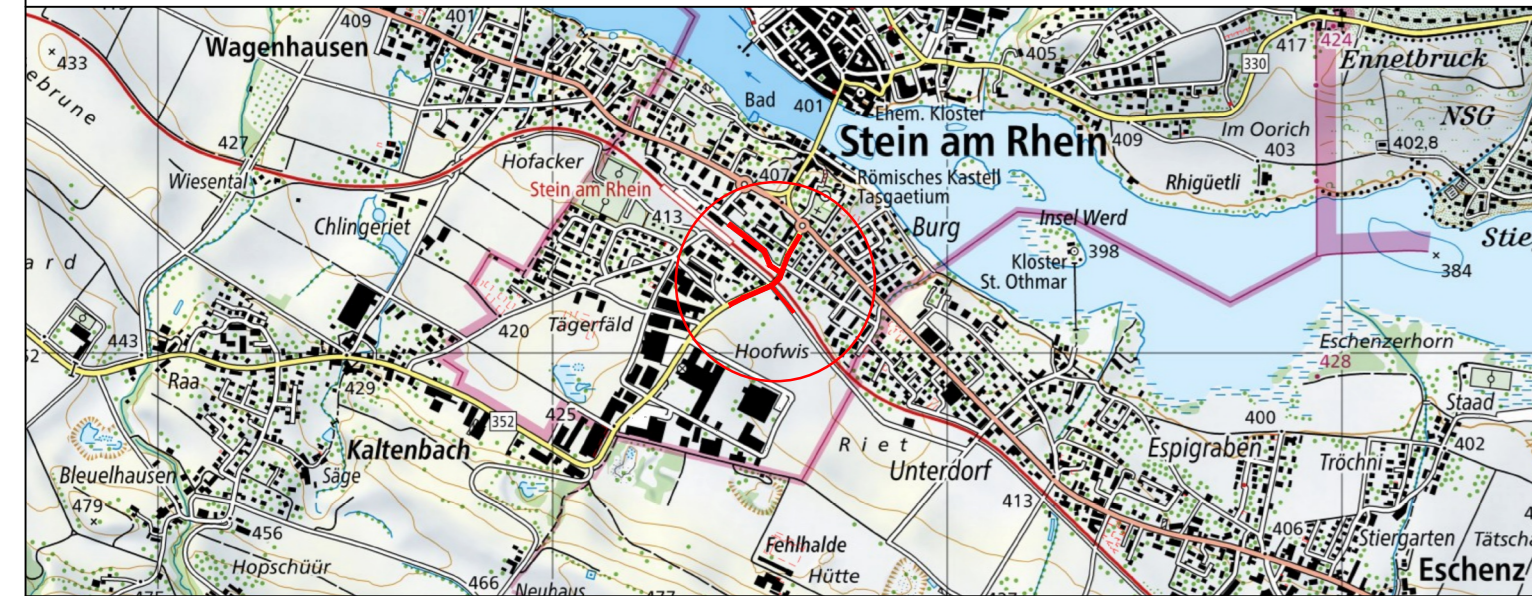 409
401
Wagenhausen
433
ebrune
427
Wiesental
Chlingeriet
Hofacker
Stein am Rhein
413
407
Bad
401
Ehem. Kloster
Stein am Rhein
Römisches Kastell
Tasgaetium
Burg
405
409
417
424
330
Ennetbruck
NSG
Im Oorich
403
402,8
Rhigüetli
Insel Werd
398
Kloster
St. Othmar
Stie
384
ard
52
443
Raa
429
420
Tägerfäld
Hoofwis
Eschenzerhorn
428
Staad
352
425
Kaltenbach
Säge
Bleuelhausen
479
456
Hopschüür
466
Neuhaus
477
Riet
Unterdorf
413
400
Espigraben
Tröchni
402
406
Stiergarten
Tätsch
Eschenz
Fehlhalde
Hütte